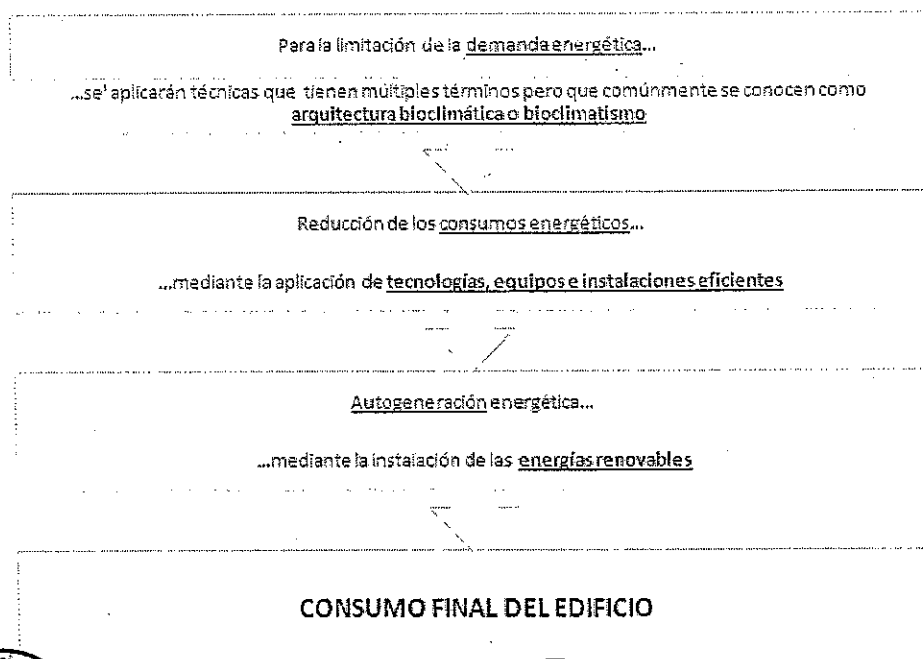 Para la limitación de la demanda energética...
...se' aplicarán técnicas que tienen múltiples términos pero que comúnmente se conocen como
arquitectura bioclimática o bioclimatismo
Reducción de los consumos energéticos...
...mediante la aplicación de tecnologías, equipos e instalaciones eficientes
Autogeneración energética...
...mediante la instalación de las energías renovables
CONSUMO FINAL DEL EDIFICIO